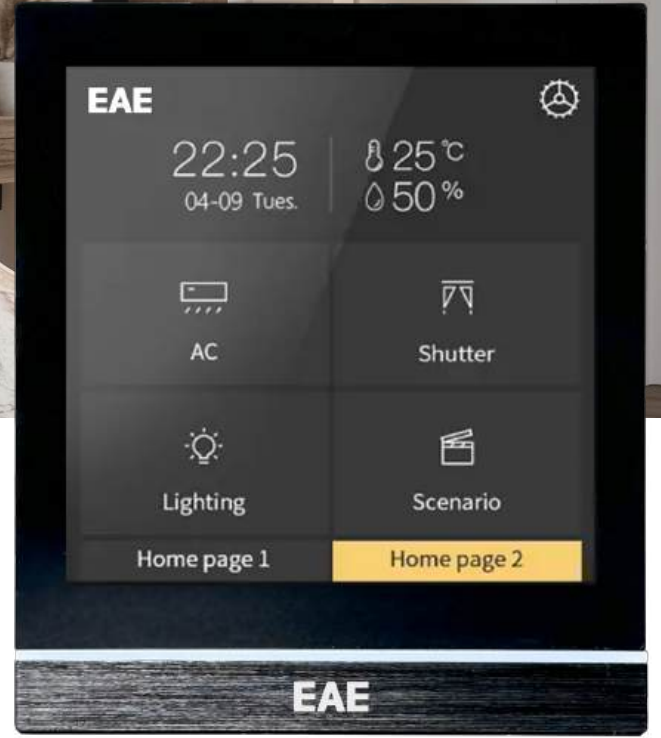 EAE
22:25
04-09 Tues.
25℃
50%
AC
Shutter
Lighting
Scenario
Home page 1
Home page 2
EAE